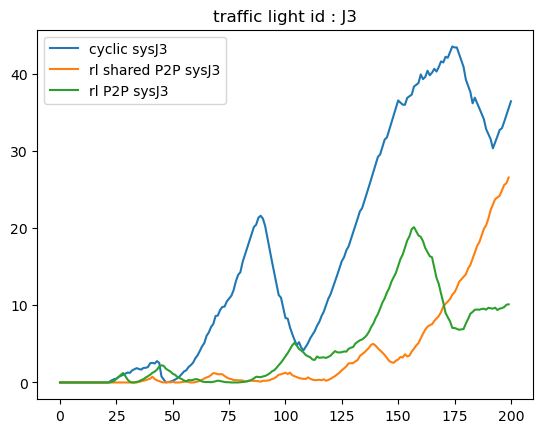 traffic light id : J3
cyclic sysJ3
rl shared P2P sysJ3
rl P2P sysJ3
40
30
20
10
0
0 25 50 75 100 125 150 175 200